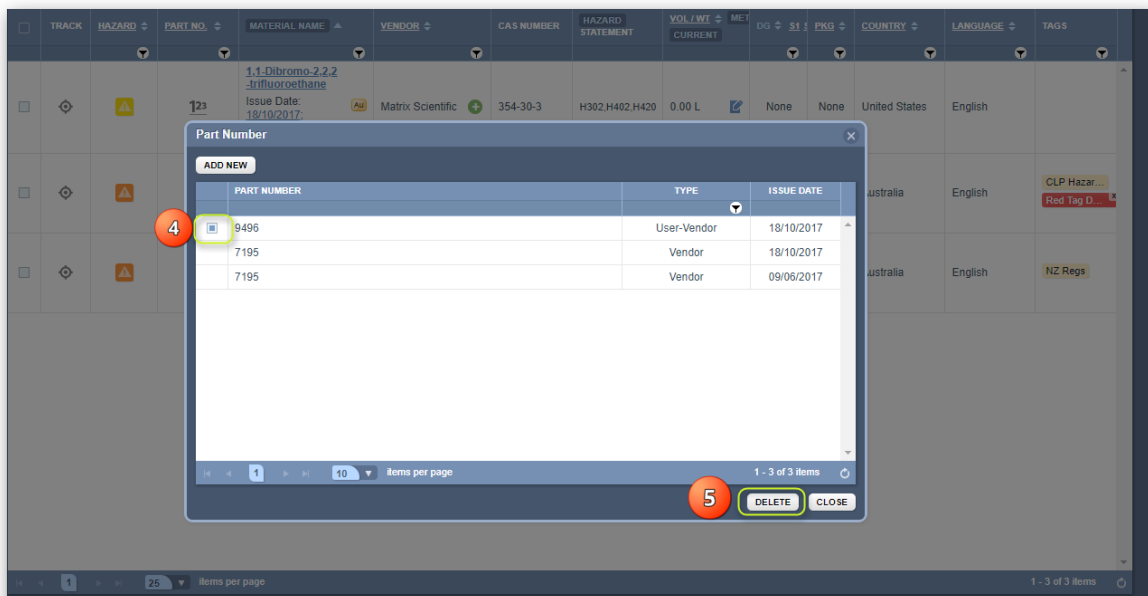 TRACK HAZARD PART NO. MATERIAL NAME VENDOR CAS NUMBER HAZARD STATEMENT VOL / WT CURRENT MET DG S1 PKG COUNTRY LANGUAGE TAGS
1,1-Dibromo-2,2,2
-trifluoroethane
Issue Date:
18/10/2017;
123 Au Matrix Scientific 354-30-3 H302,H402,H420 0.00 L None None United States English
Part Number
ADD NEW
PART NUMBER TYPE ISSUE DATE
4 9496 User-Vendor 18/10/2017
7195 Vendor 18/10/2017
7195 Vendor 09/06/2017
ustralia English CLP Hazar...
Red Tag D...
ustralia English NZ Regs
1 10 items per page 1 - 3 of 3 items
5 DELETE CLOSE
1 25 items per page 1 - 3 of 3 items